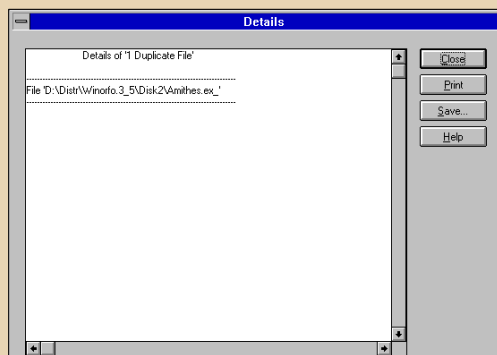 Details
Details of '1 Duplicate File'
File 'D:\Distr\Winorfo.3_5\Disk2\Amithes.ex_'
Close
Print
Save...
Help